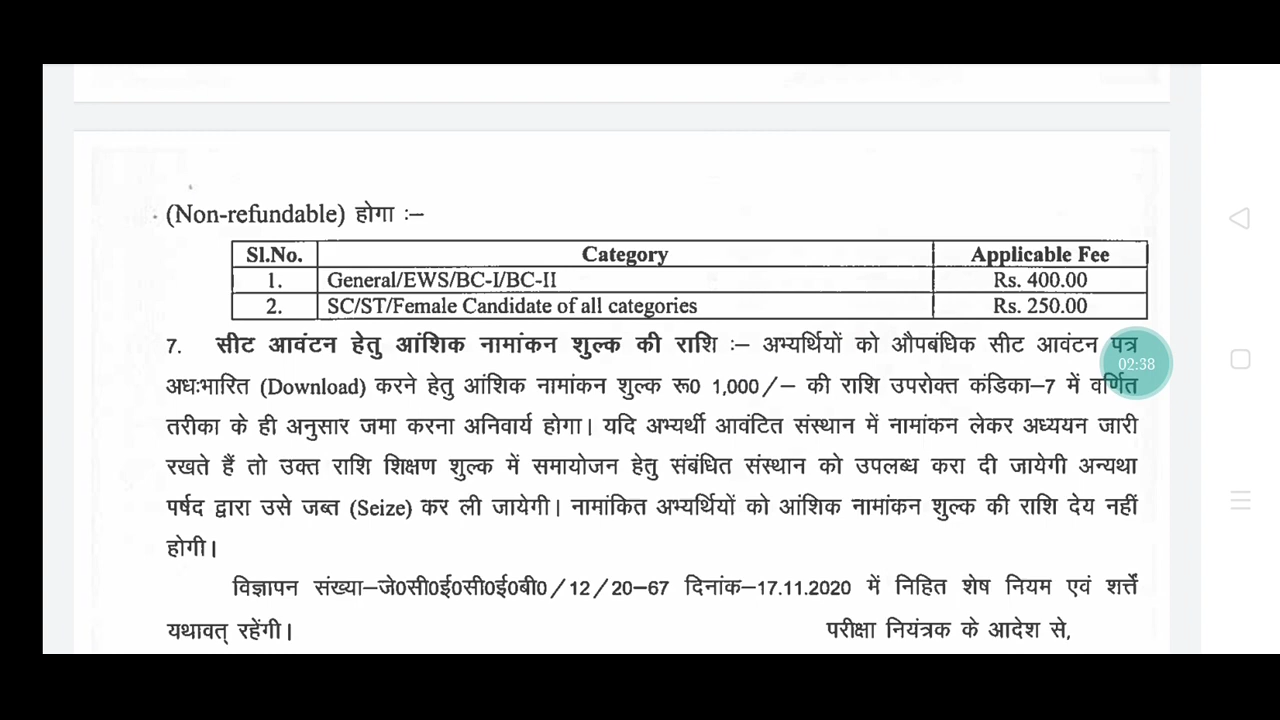 (Non-refundable) होगा :–
Sl.No. Category Applicable Fee
1. General/EWS/BC-I/BC-II Rs. 400.00
2. SC/ST/Female Candidate of all categories Rs. 250.00
7. सीट आवंटन हेतु आंशिक नामांकन शुल्क की राशि :– अभ्यर्थियों को औपबंधिक सीट आवंटन पत्र
02:38
अधःभारित (Download) करने हेतु आंशिक नामांकन शुल्क रू0 1,000/– की राशि उपरोक्त कंडिका–7 में वर्णित
तरीका के ही अनुसार जमा करना अनिवार्य होगा। यदि अभ्यर्थी आवंटित संस्थान में नामांकन लेकर अध्ययन जारी
रखते हैं तो उक्त राशि शिक्षण शुल्क में समायोजन हेतु संबंधित संस्थान को उपलब्ध करा दी जायेगी अन्यथा
पर्षद द्वारा उसे जब्त (Seize) कर ली जायेगी। नामांकित अभ्यर्थियों को आंशिक नामांकन शुल्क की राशि देय नहीं
होगी।
विज्ञापन संख्या–जे0सी0ई0सी0ई0बी0/12/20–67 दिनांक–17.11.2020 में निहित शेष नियम एवं शर्त्तें
यथावत् रहेंगी।
परीक्षा नियंत्रक के आदेश से,